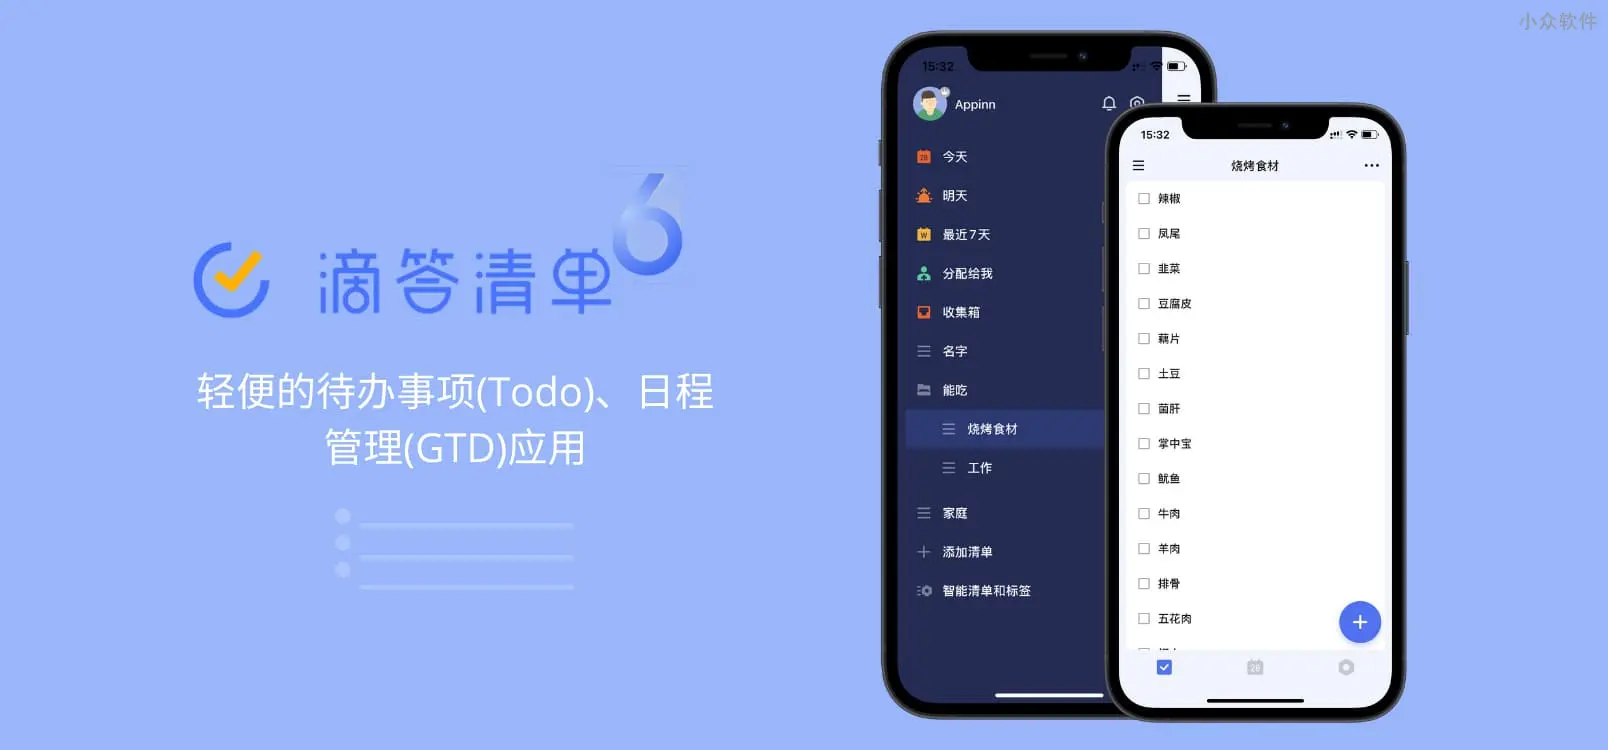 小众软件
滴答清单6
轻便的待办事项(Todo)、日程
管理(GTD)应用
15:32
Appinn
28
今天
明天
W
最近7天
分配给我
收集箱
名字
能吃
烧烤食材
工作
家庭
添加清单
智能清单和标签
15:32
烧烤食材
辣椒
凤尾
韭菜
豆腐皮
藕片
土豆
菌肝
掌中宝
鱿鱼
牛肉
羊肉
排骨
五花肉
28